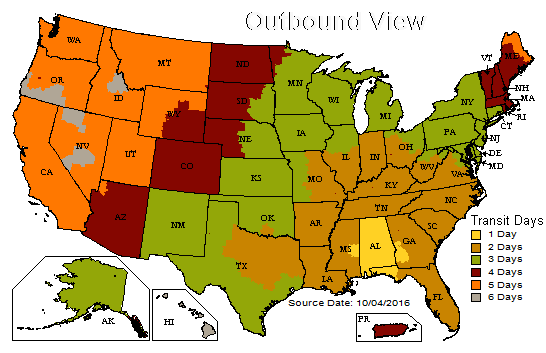 Outbound View
WA
MT
ND
OR
ID
WY
SD
MN
WI
MI
NY
VT
ME
NH
MA
RI
CT
NJ
DE
MD
PA
NV
UT
CO
NE
IA
IL
IN
OH
WV
VA
CA
KS
MO
KY
NC
TN
AZ
NM
OK
AR
SC
MS
AL
GA
TX
LA
FL
AK
HI
PR
Transit Days
1 Day
2 Days
3 Days
4 Days
5 Days
6 Days
Source Date: 10/04/2016